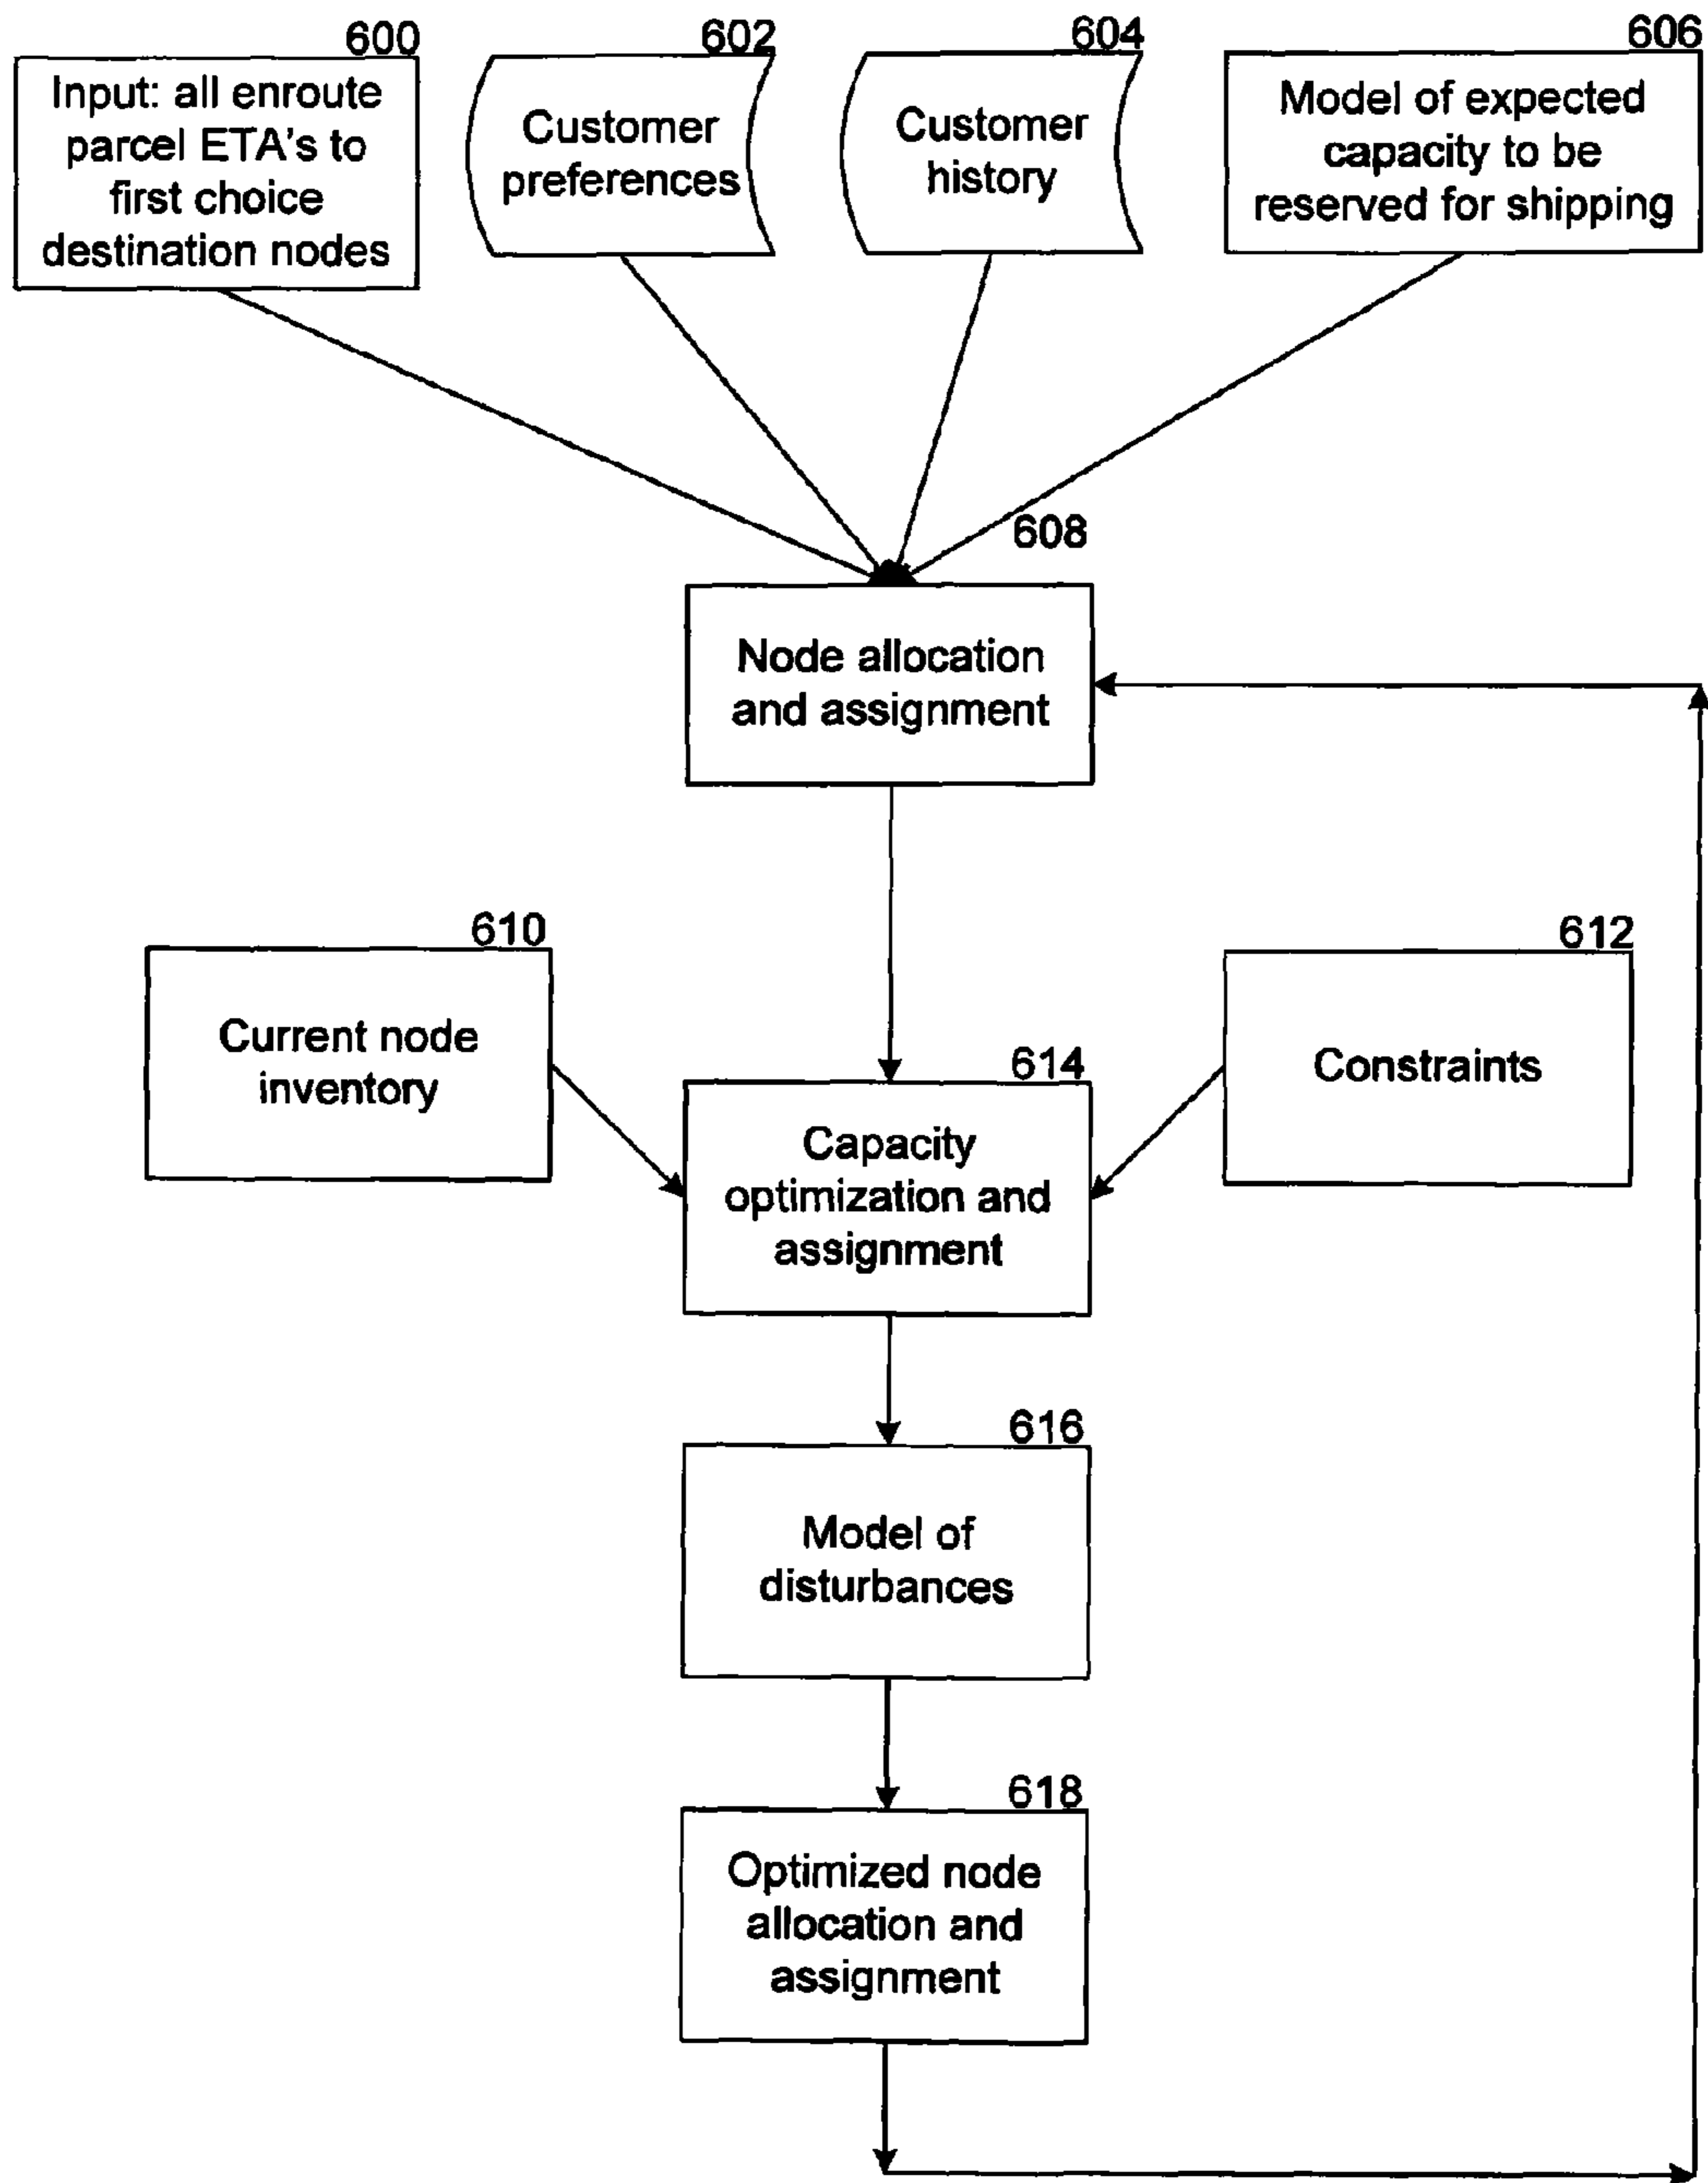 600
Input: all enroute
parcel ETA's to
first choice
destination nodes
602
Customer
preferences
604
Customer
history
606
Model of expected
capacity to be
reserved for shipping
608
Node allocation
and assignment
610
Current node
inventory
612
Constraints
614
Capacity
optimization and
assignment
616
Model of
disturbances
618
Optimized node
allocation and
assignment